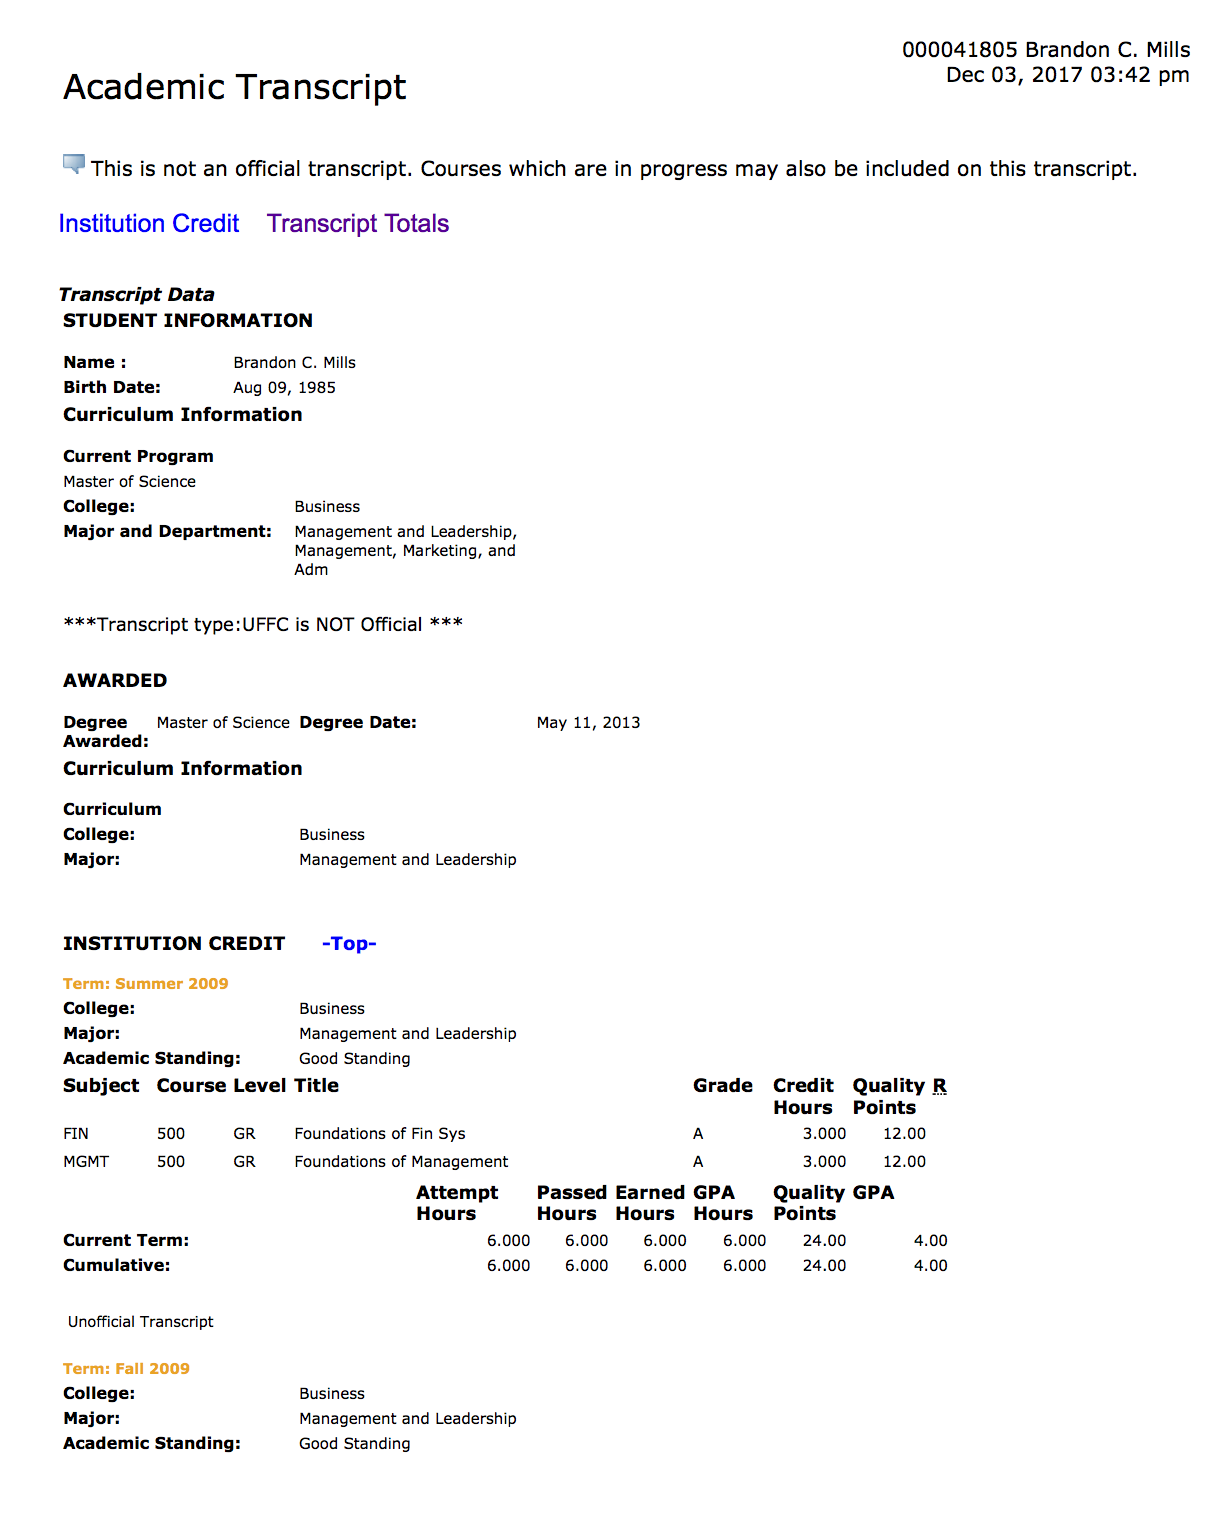 000041805 Brandon C. Mills
Dec 03, 2017 03:42 pm
Academic Transcript
This is not an official transcript. Courses which are in progress may also be included on this transcript.
Institution Credit Transcript Totals
Transcript Data
STUDENT INFORMATION
Name : Brandon C. Mills
Birth Date: Aug 09, 1985
Curriculum Information
Current Program
Master of Science
College: Business
Major and Department: Management and Leadership,
Management, Marketing, and
Adm
***Transcript type:UFFC is NOT Official ***
AWARDED
Degree Master of Science Degree Date: May 11, 2013
Awarded:
Curriculum Information
Curriculum
College: Business
Major: Management and Leadership
INSTITUTION CREDIT -Top-
Term: Summer 2009
College: Business
Major: Management and Leadership
Academic Standing: Good Standing
Subject Course Level Title Grade Credit Quality R
Hours Points
FIN 500 GR Foundations of Fin Sys A 3.000 12.00
MGMT 500 GR Foundations of Management A 3.000 12.00
Attempt Passed Earned GPA Quality GPA
Hours Hours Hours Hours Points
Current Term: 6.000 6.000 6.000 6.000 24.00 4.00
Cumulative: 6.000 6.000 6.000 6.000 24.00 4.00
Unofficial Transcript
Term: Fall 2009
College: Business
Major: Management and Leadership
Academic Standing: Good Standing